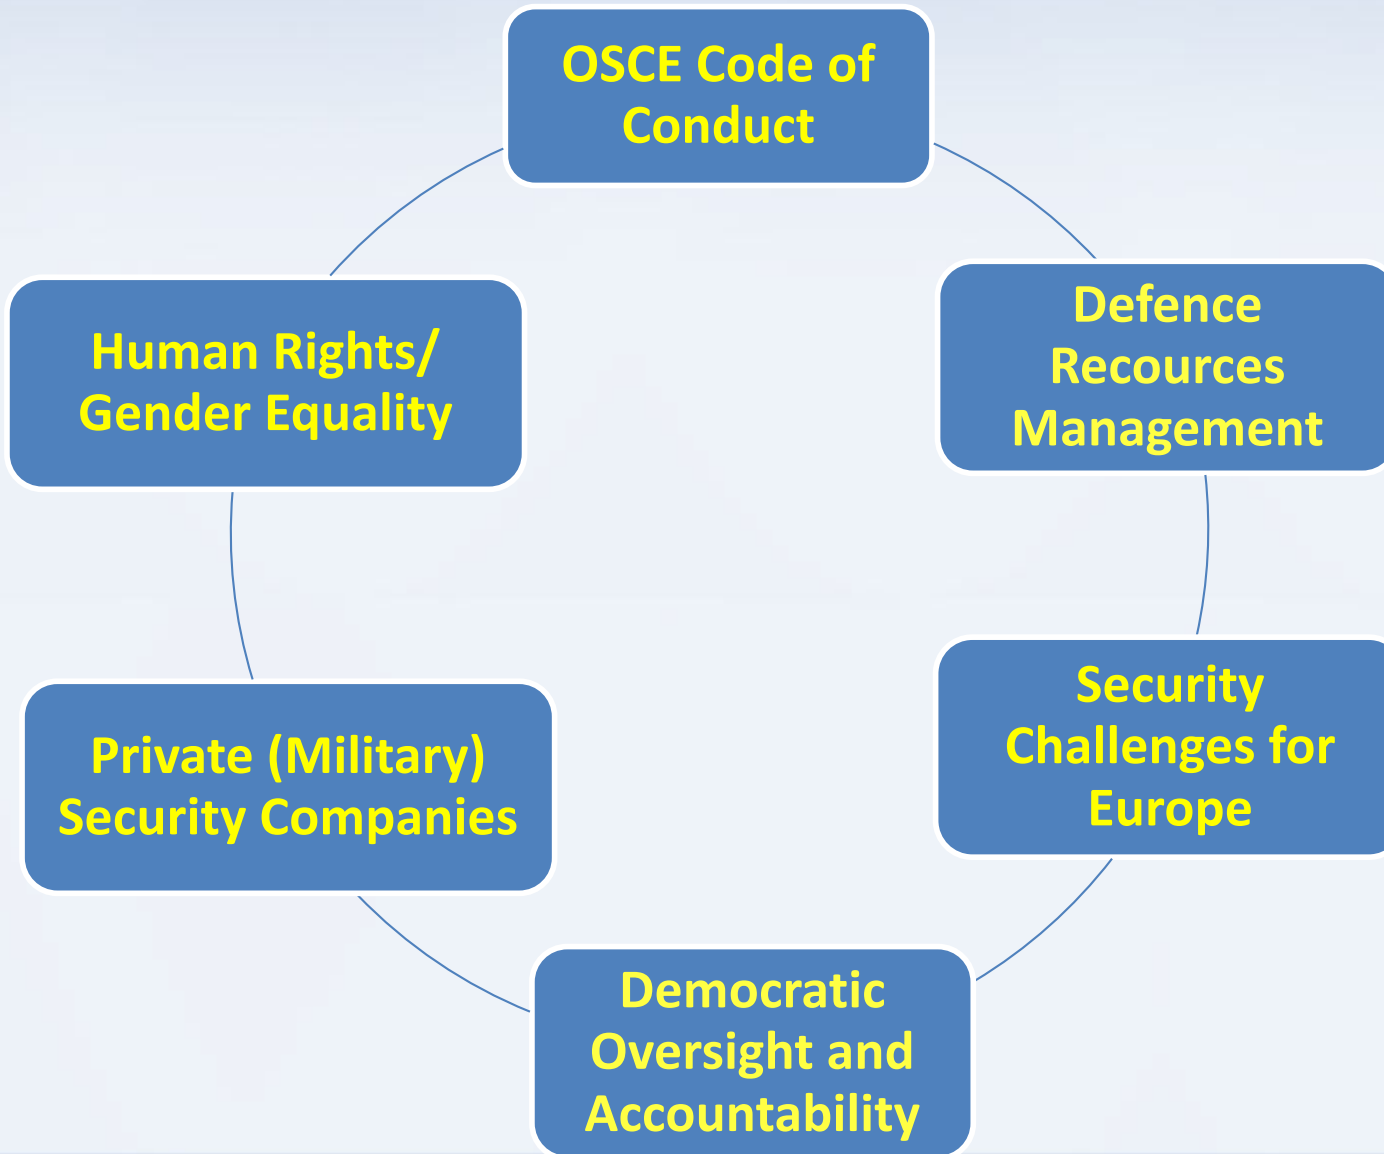 OSCE Code of
Conduct
Defence
Recources
Management
Security
Challenges for
Europe
Democratic
Oversight and
Accountability
Private (Military)
Security Companies
Human Rights/
Gender Equality